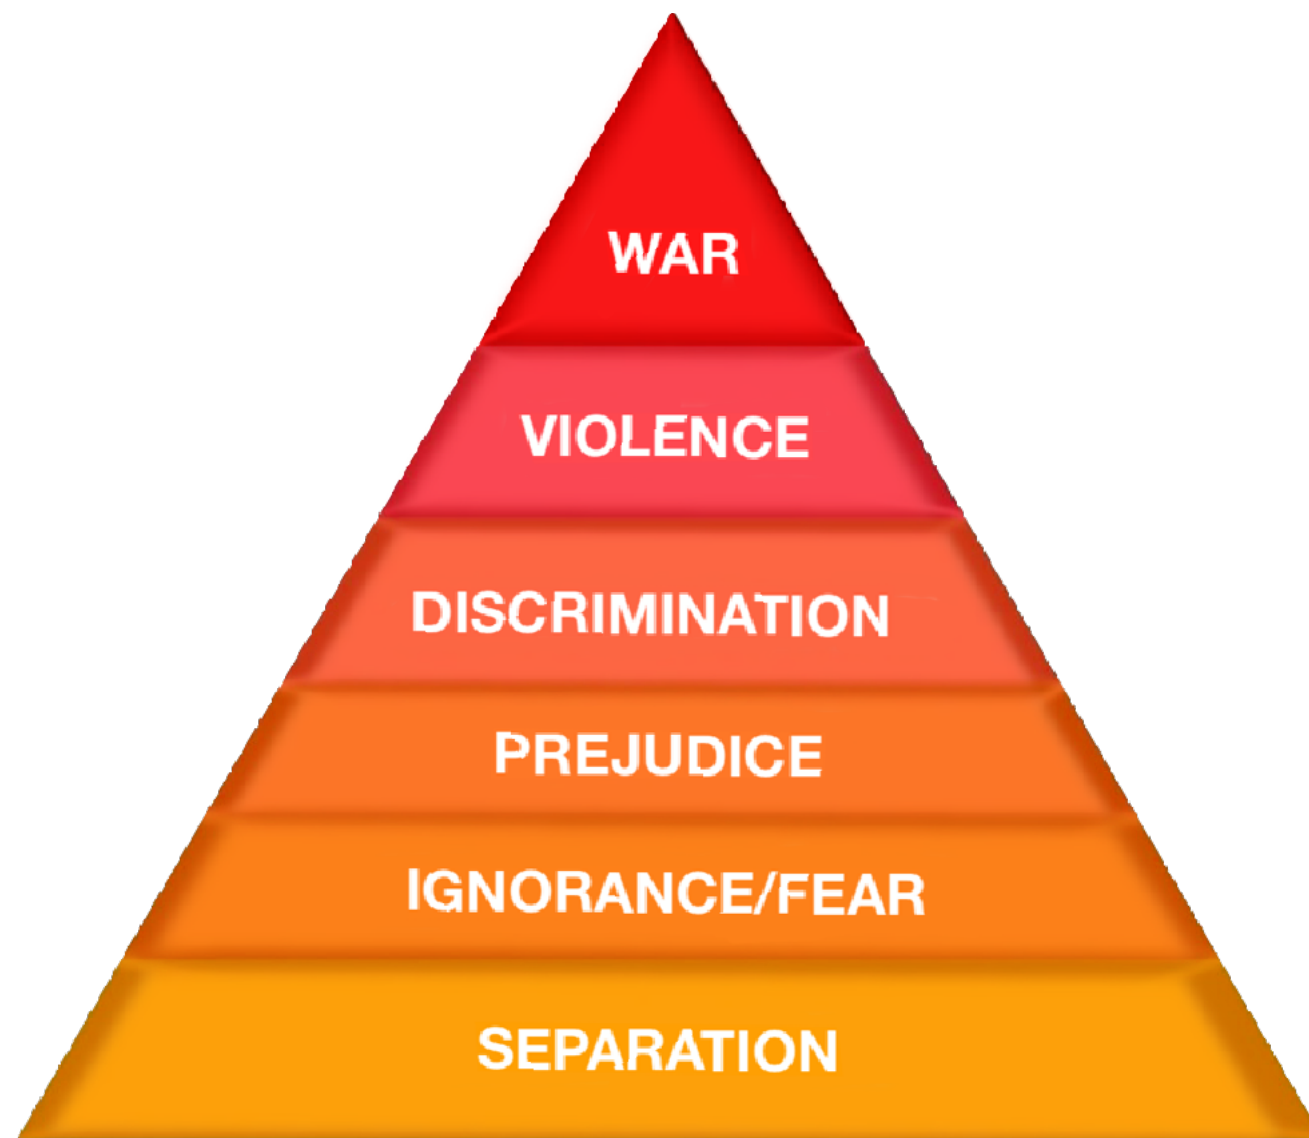 WAR
VIOLENCE
DISCRIMINATION
PREJUDICE
IGNORANCE/FEAR
SEPARATION